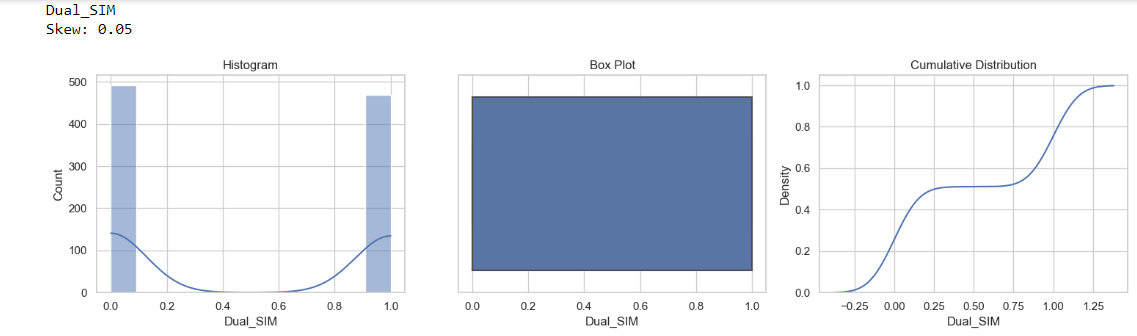 Dual_SIM
Skew: 0.05
Histogram
500
400
300
200
100
0
Count
0.0 0.2 0.4 0.6 0.8 1.0
Dual_SIM
Box Plot
0.0 0.2 0.4 0.6 0.8 1.0
Dual_SIM
Cumulative Distribution
1.0
0.8
0.6
0.4
0.2
0.0
Density
−0.25 0.00 0.25 0.50 0.75 1.00 1.25
Dual_SIM